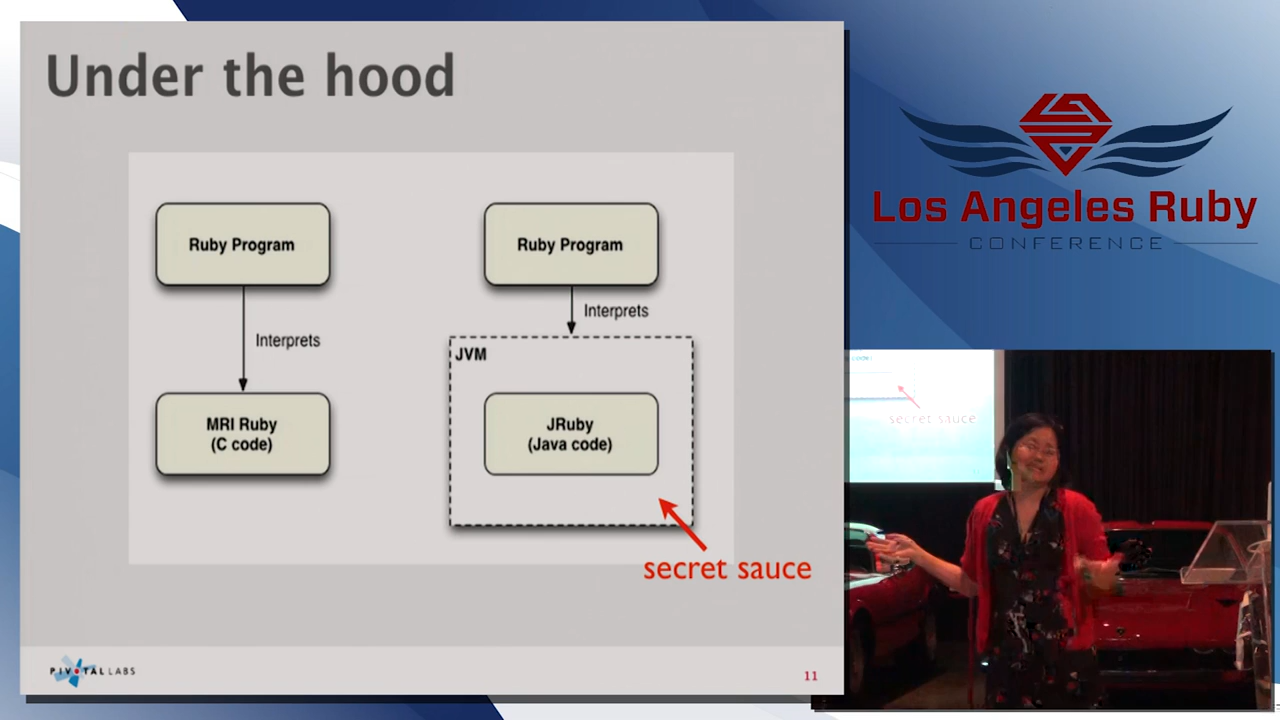 Under the hood
Ruby Program
Interprets
MRI Ruby
(C code)
Ruby Program
Interprets
JVM
JRuby
(Java code)
secret sauce
PIVOTAL LABS
11
Los Angeles Ruby
CONFERENCE
secret sauce